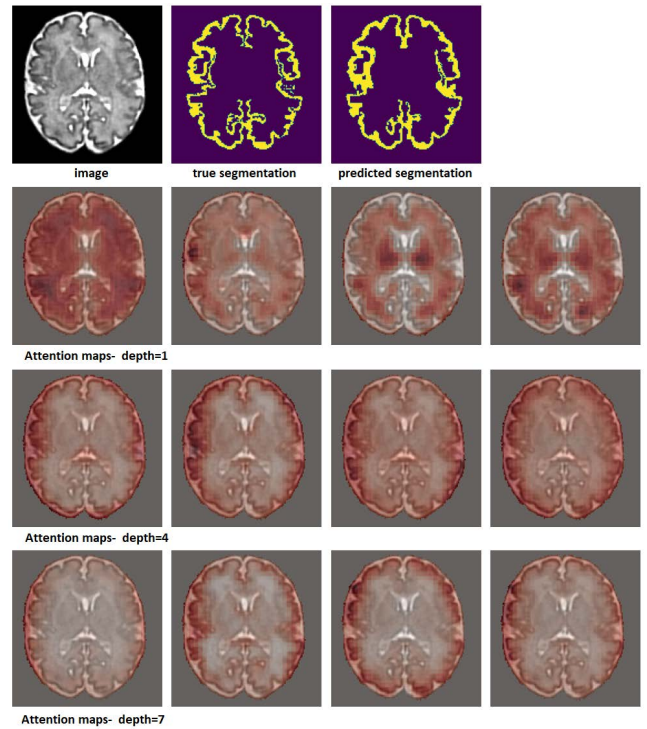 image
true segmentation
predicted segmentation
Attention maps- depth=1
Attention maps- depth=4
Attention maps- depth=7